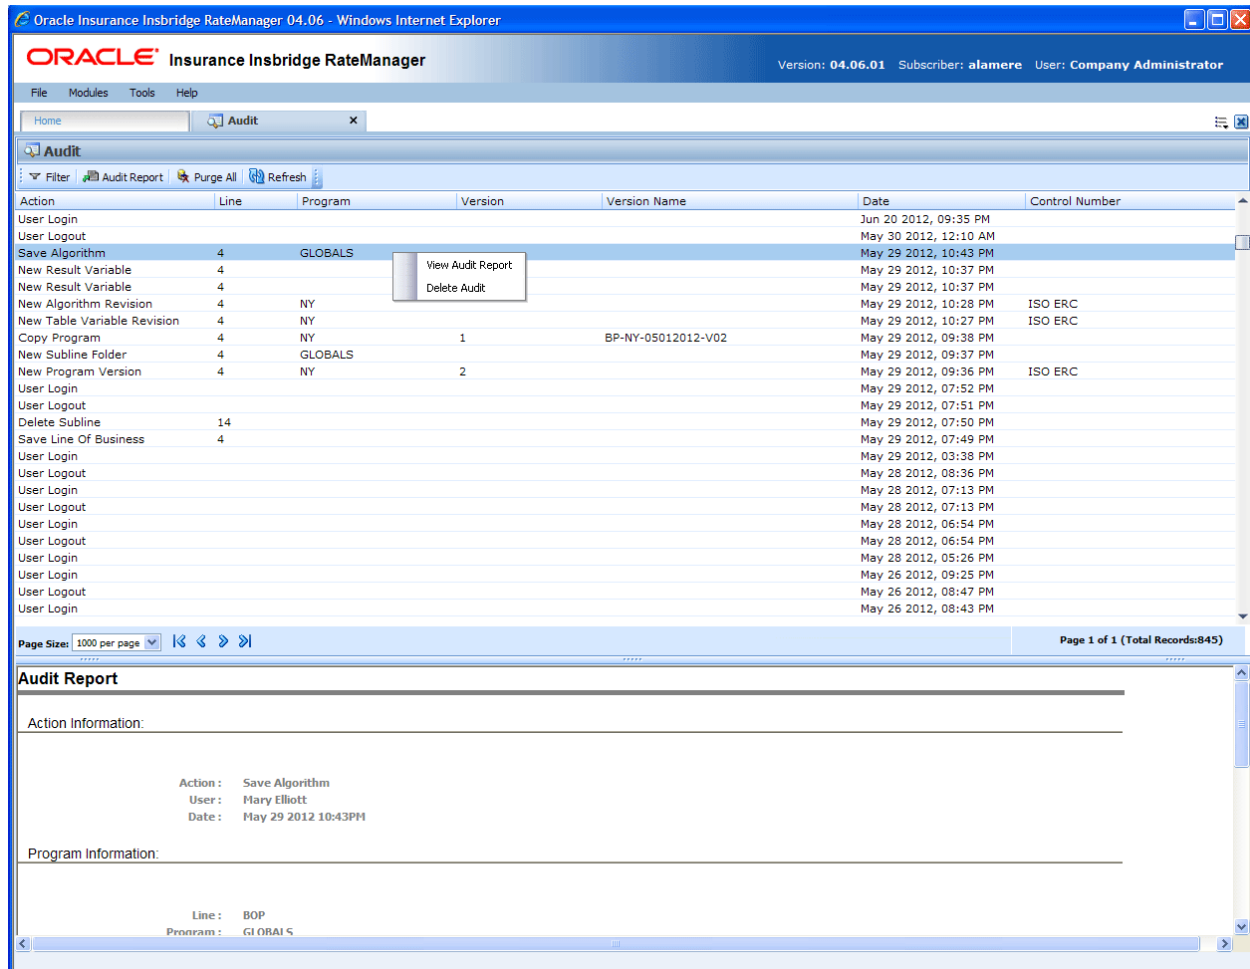 Oracle Insurance Insbridge RateManager 04.06 - Windows Internet Explorer
ORACLE Insurance Insbridge RateManager
Version: 04.06.01 Subscriber: alamere User: Company Administrator
File Modules Tools Help
Home Audit
Audit
Filter Audit Report Purge All Refresh
Action Line Program Version Version Name Date Control Number
User Login Jun 20 2012, 09:35 PM
User Logout May 30 2012, 12:10 AM
Save Algorithm 4 GLOBALS May 29 2012, 10:43 PM
View Audit Report
New Result Variable 4 May 29 2012, 10:37 PM
Delete Audit
New Result Variable 4 May 29 2012, 10:37 PM
New Algorithm Revision 4 NY May 29 2012, 10:28 PM ISO ERC
New Table Variable Revision 4 NY May 29 2012, 10:27 PM ISO ERC
Copy Program 4 NY 1 BP-NY-05012012-V02 May 29 2012, 09:38 PM
New Subline Folder 4 GLOBALS May 29 2012, 09:37 PM
New Program Version 4 NY 2 May 29 2012, 09:36 PM ISO ERC
User Login May 29 2012, 07:52 PM
User Logout May 29 2012, 07:51 PM
Delete Subline 14 May 29 2012, 07:50 PM
Save Line Of Business 4 May 29 2012, 07:49 PM
User Login May 29 2012, 03:38 PM
User Logout May 28 2012, 08:36 PM
User Login May 28 2012, 07:13 PM
User Logout May 28 2012, 07:13 PM
User Login May 28 2012, 06:54 PM
User Logout May 28 2012, 06:54 PM
User Login May 28 2012, 05:26 PM
User Login May 26 2012, 09:25 PM
User Logout May 26 2012, 08:47 PM
User Login May 26 2012, 08:43 PM
Page Size: 1000 per page Page 1 of 1 (Total Records:845)
Audit Report
Action Information:
Action : Save Algorithm
User : Mary Elliott
Date : May 29 2012 10:43PM
Program Information:
Line : BOP
Program : GLOBALS